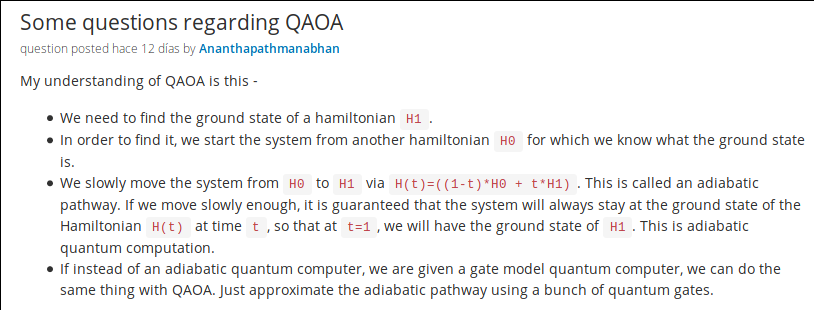 Some questions regarding QAOA
question posted hace 12 días by Ananthapathmanabhan
My understanding of QAOA is this -
• We need to find the ground state of a hamiltonian H1 .
• In order to find it, we start the system from another hamiltonian H0 for which we know what the ground state
is.
• We slowly move the system from H0 to H1 via H(t)=((1-t)*H0 + t*H1) . This is called an adiabatic
pathway. If we move slowly enough, it is guaranteed that the system will always stay at the ground state of the
Hamiltonian H(t) at time t , so that at t=1 , we will have the ground state of H1 . This is adiabatic
quantum computation.
• If instead of an adiabatic quantum computer, we are given a gate model quantum computer, we can do the
same thing with QAOA. Just approximate the adiabatic pathway using a bunch of quantum gates.